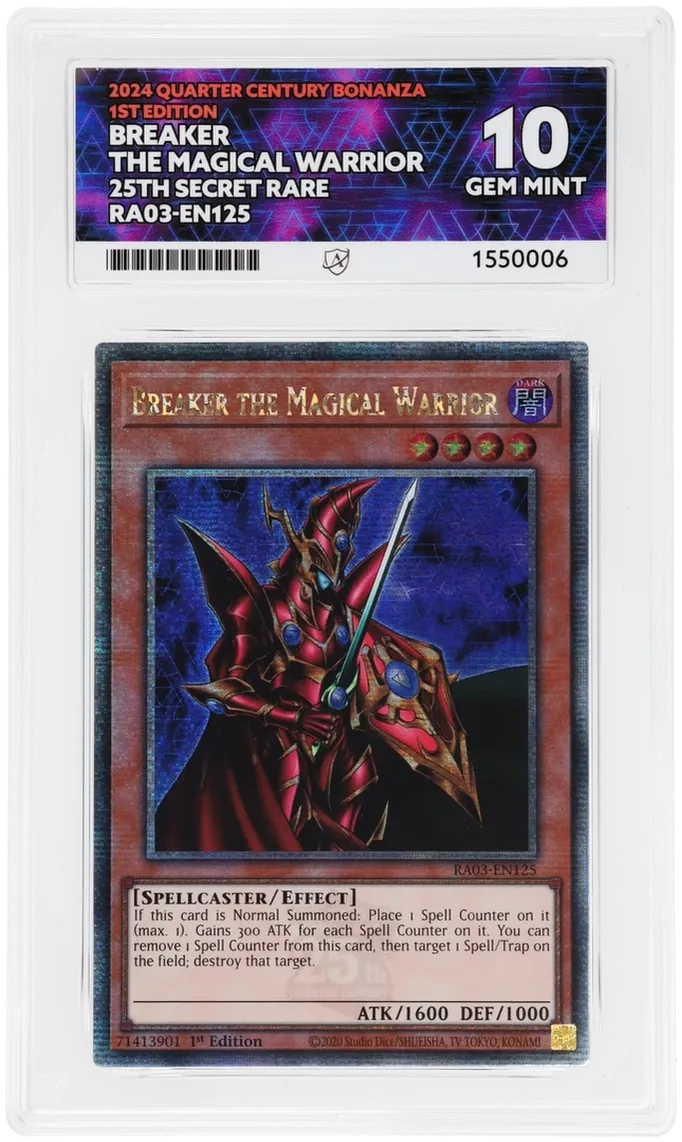 2024 QUARTER CENTURY BONANZA
1ST EDITION
BREAKER
THE MAGICAL WARRIOR
25TH SECRET RARE
RA03-EN125
10
GEM MINT
1550006
BREAKER THE MAGICAL WARRIOR
DARK
闇
RA03-EN125
[SPELLCASTER/EFFECT]
If this card is Normal Summoned: Place 1 Spell Counter on it
(max. 1). Gains 300 ATK for each Spell Counter on it. You can
remove 1 Spell Counter from this card, then target 1 Spell/Trap on
the field; destroy that target.
25th
ATK/1600 DEF/1000
71413901 1st Edition
©2020 Studio Dice/SHUEISHA, TV TOKYO, KONAMI